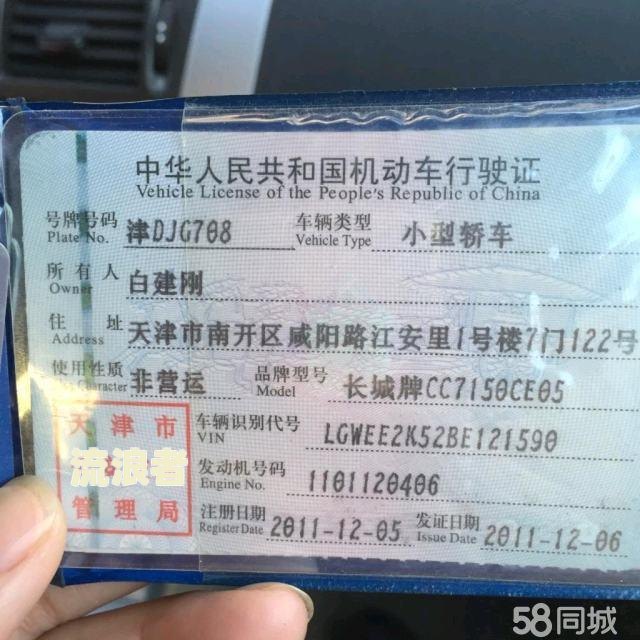 中华人民共和国机动车行驶证
Vehicle License of the People's Republic of China
号牌号码 津DJG708 车辆类型 小型轿车
Plate No. Vehicle Type
所有人 白建刚
Owner
住址 天津市南开区咸阳路江安里1号楼7门122号
Address
使用性质 非营运 品牌型号 长城牌CC7150CE05
Character Model
天津市
流浪者
管理局
车辆识别代号 LGWEE2K52BE121590
VIN
发动机号码 1101120406
Engine No.
注册日期 2011-12-05 发证日期 2011-12-06
Register Date Issue Date
58同城